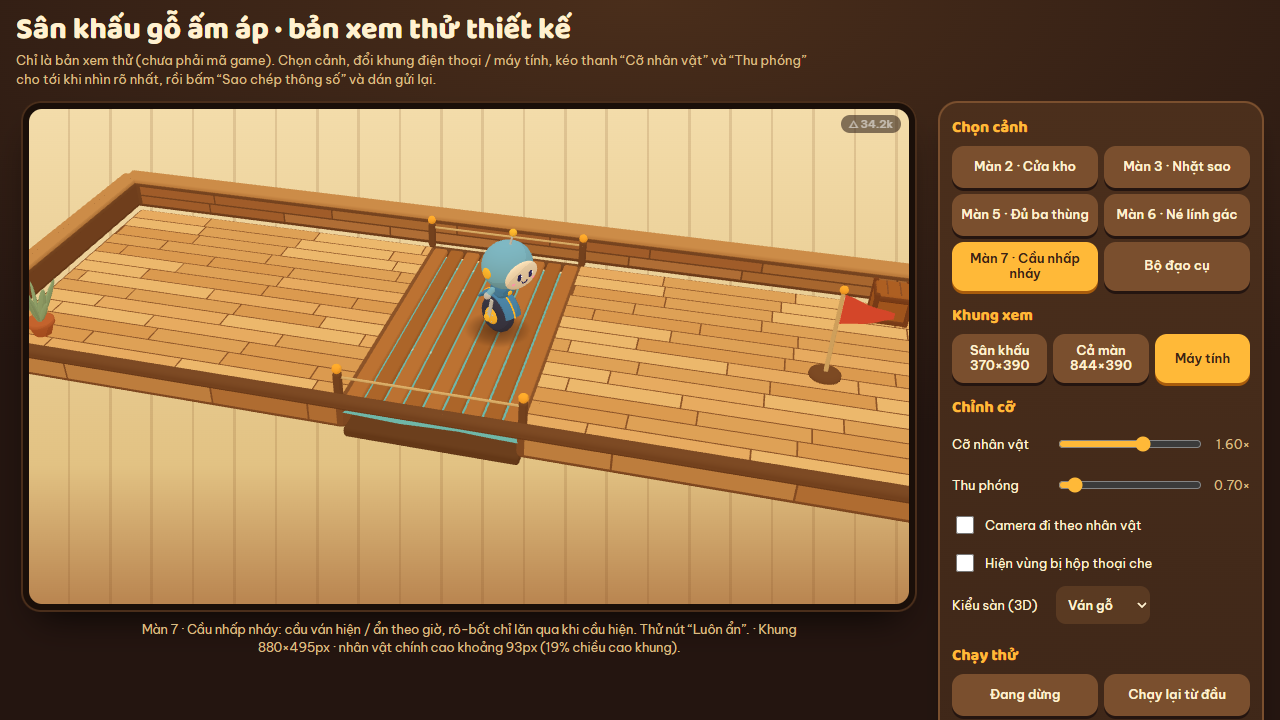 Sân khấu gỗ ấm áp · bản xem thử thiết kế
Chỉ là bản xem thử (chưa phải mã game). Chọn cảnh, đổi khung điện thoại / máy tính, kéo thanh “Cỡ nhân vật” và “Thu phóng”
cho tới khi nhìn rõ nhất, rồi bấm “Sao chép thông số” và dán gửi lại.
△ 34.2k
Màn 7 · Cầu nhấp nháy: cầu ván hiện / ẩn theo giờ, rô-bốt chỉ lăn qua khi cầu hiện. Thử nút “Luôn ẩn”. · Khung
880×495px · nhân vật chính cao khoảng 93px (19% chiều cao khung).
Chọn cảnh
Màn 2 · Cửa kho
Màn 3 · Nhặt sao
Màn 5 · Đủ ba thùng
Màn 6 · Né lính gác
Màn 7 · Cầu nhấp
nháy
Bộ đạo cụ
Khung xem
Sân khấu
370×390
Cả màn
844×390
Máy tính
Chỉnh cỡ
Cỡ nhân vật
1.60×
Thu phóng
0.70×
Camera đi theo nhân vật
Hiện vùng bị hộp thoại che
Kiểu sàn (3D)
Ván gỗ
Chạy thử
Đang dừng
Chạy lại từ đầu